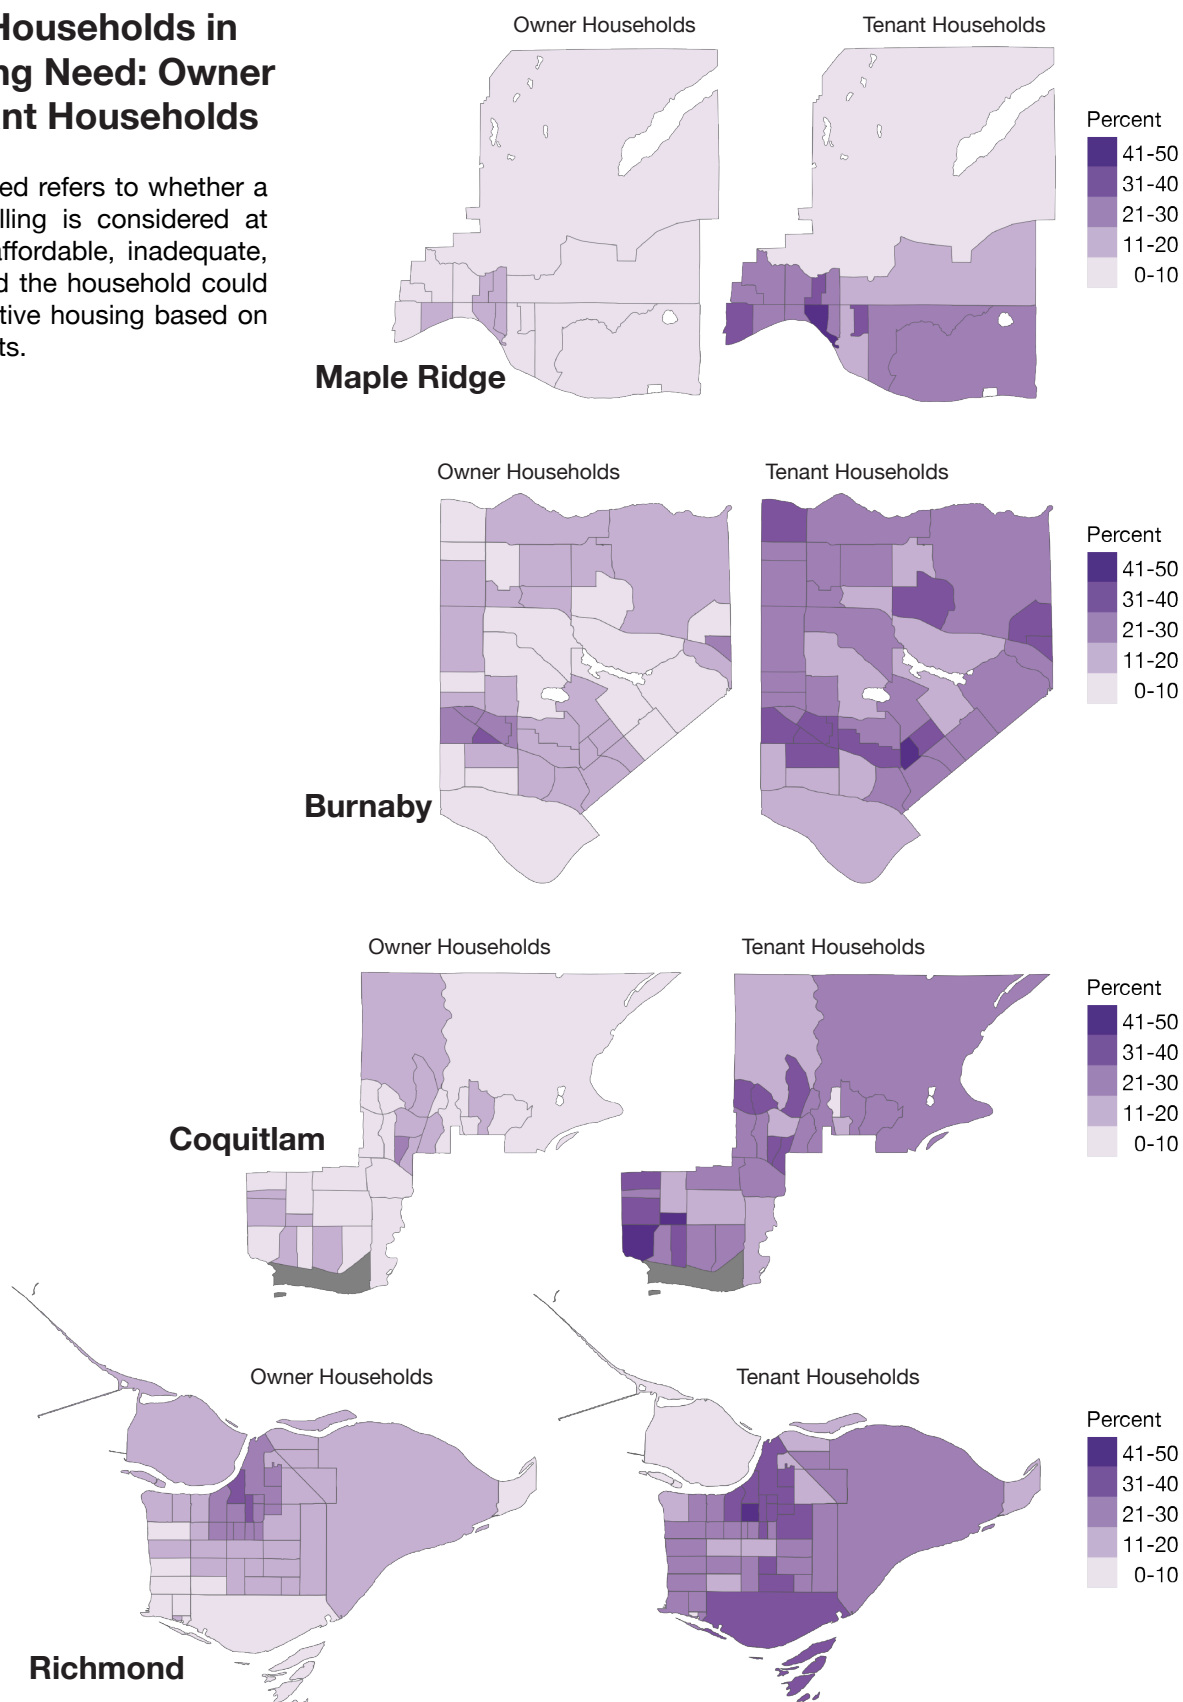 Households in
ng Need: Owner
nt Households
ed refers to whether a
lling is considered at
affordable, inadequate,
d the household could
tive housing based on
ts.
Owner Households
Tenant Households
Percent
41-50
31-40
21-30
11-20
0-10
Maple Ridge
Owner Households
Tenant Households
Percent
41-50
31-40
21-30
11-20
0-10
Burnaby
Owner Households
Tenant Households
Percent
41-50
31-40
21-30
11-20
0-10
Coquitlam
Owner Households
Tenant Households
Percent
41-50
31-40
21-30
11-20
0-10
Richmond